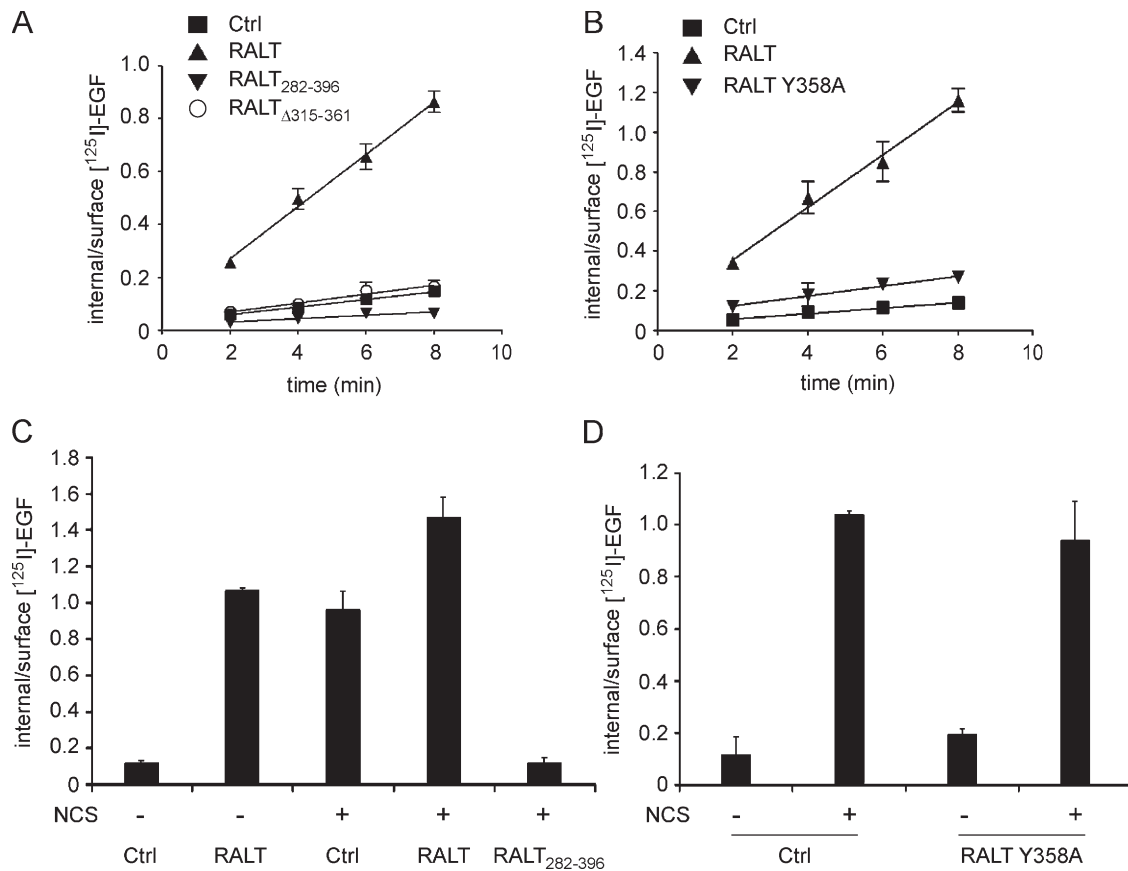 A
Ctrl
RALT
RALT282-396
RALTΔ315-361
internal/surface [125I]-EGF
1.0
0.8
0.6
0.4
0.2
0
0 2 4 6 8 10
time (min)
B
Ctrl
RALT
RALT Y358A
internal/surface [125I]-EGF
1.4
1.2
1.0
0.8
0.6
0.4
0.2
0
0 2 4 6 8 10
time (min)
C
internal/surface [125I]-EGF
1.8
1.6
1.4
1.2
1.0
0.8
0.6
0.4
0.2
0
NCS - - + + +
Ctrl RALT Ctrl RALT RALT282-396
D
internal/surface [125I]-EGF
1.2
1.0
0.8
0.6
0.4
0.2
0
NCS - + - +
Ctrl RALT Y358A